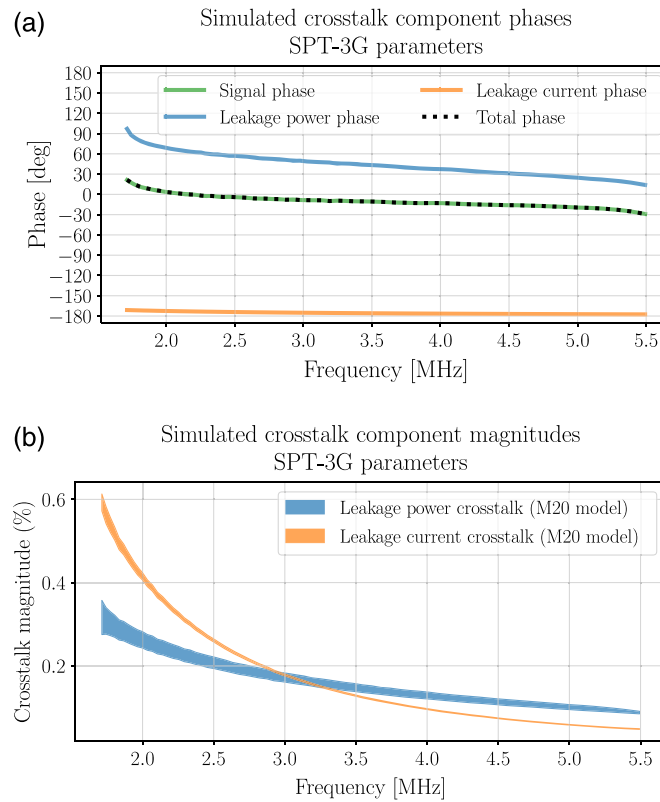 (a)
Simulated crosstalk component phases
SPT-3G parameters
180
150
120
90
60
30
0
−30
−60
−90
−120
−150
−180
Phase [deg]
Signal phase
Leakage power phase
Leakage current phase
Total phase
2.0 2.5 3.0 3.5 4.0 4.5 5.0 5.5
Frequency [MHz]
(b)
Simulated crosstalk component magnitudes
SPT-3G parameters
0.6
0.4
0.2
Crosstalk magnitude (%)
Leakage power crosstalk (M20 model)
Leakage current crosstalk (M20 model)
2.0 2.5 3.0 3.5 4.0 4.5 5.0 5.5
Frequency [MHz]